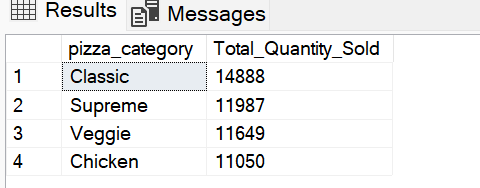 Results Messages
pizza_category Total_Quantity_Sold
1 Classic 14888
2 Supreme 11987
3 Veggie 11649
4 Chicken 11050